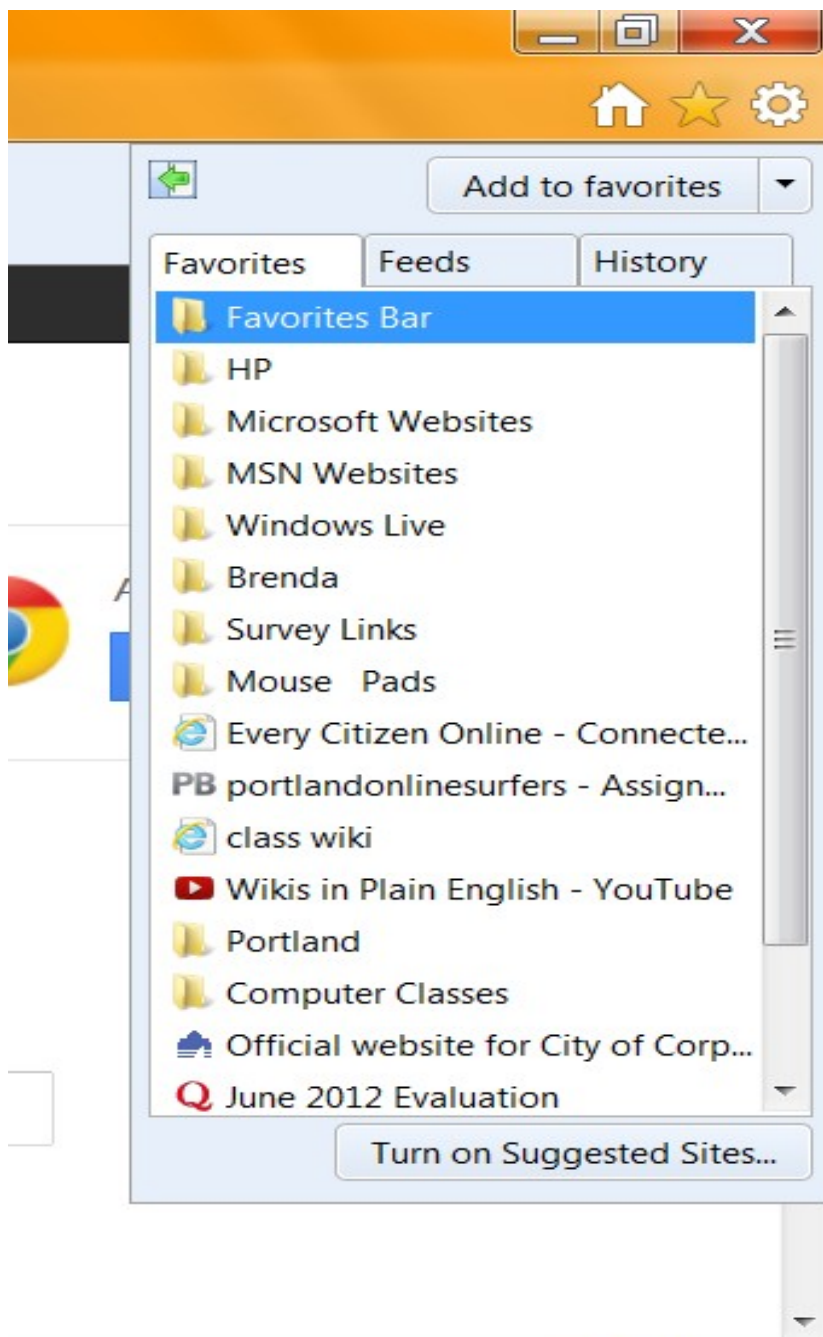 Add to favorites
Favorites Feeds History
Favorites Bar
HP
Microsoft Websites
MSN Websites
Windows Live
A
Brenda
Survey Links
Mouse   Pads
Every Citizen Online - Connecte...
PB portlandonlinesurfers - Assign...
class wiki
Wikis in Plain English - YouTube
Portland
Computer Classes
Official website for City of Corp...
Q June 2012 Evaluation
Turn on Suggested Sites...